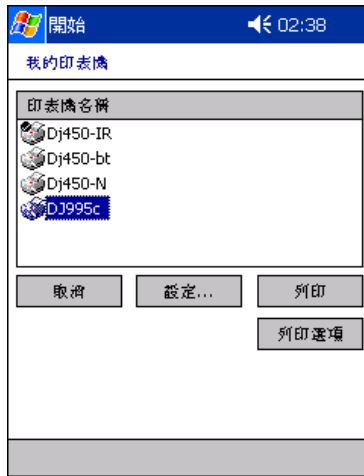 開始 02:38
我的印表機
印表機名稱
Dj450-IR
Dj450-bt
Dj450-N
DJ995c
取消 設定... 列印
列印選項